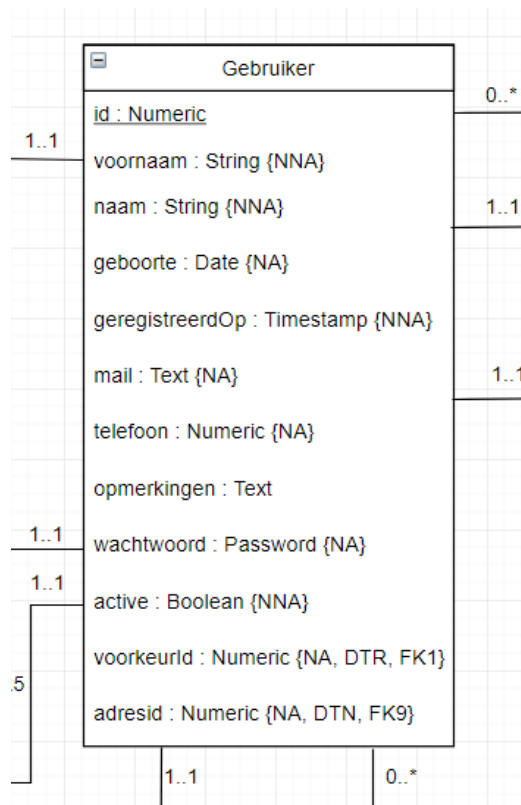 Gebruiker
0..*
id : Numeric
1..1
voornaam : String {NNA}
naam : String {NNA}
1..1
geboorte : Date {NA}
geregistreerdOp : Timestamp {NNA}
mail : Text {NA}
1..1
telefoon : Numeric {NA}
opmerkingen : Text
1..1
wachtwoord : Password {NA}
1..1
active : Boolean {NNA}
voorkeurId : Numeric {NA, DTR, FK1}
.5
adresid : Numeric {NA, DTN, FK9}
1..1
0..*